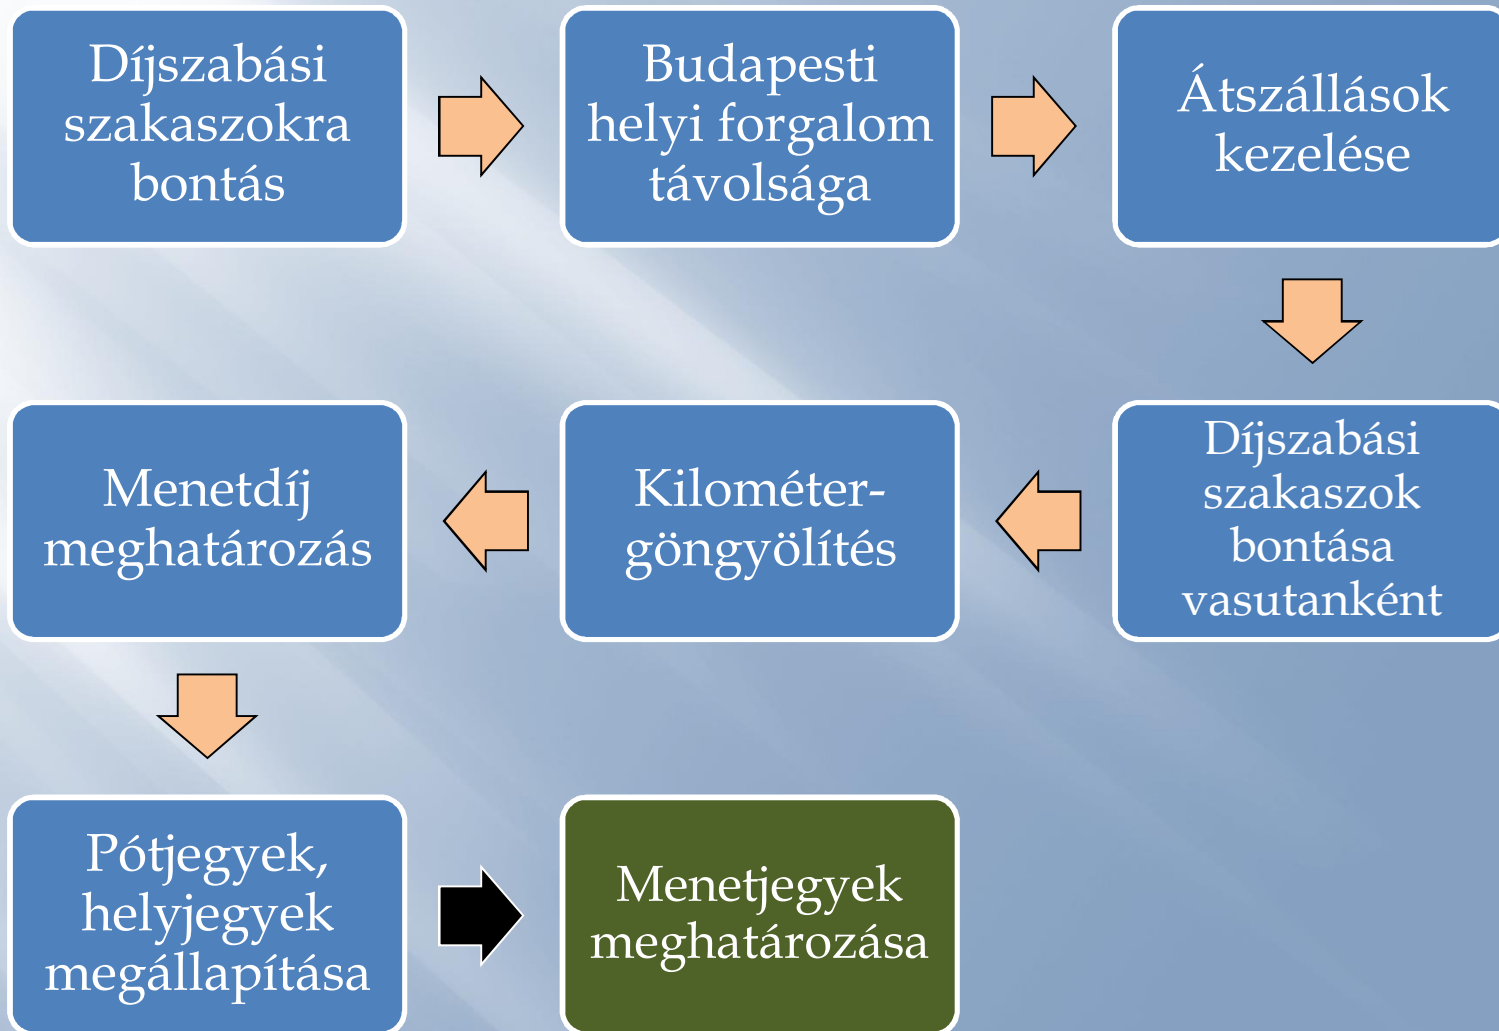 Díjszabási
szakaszokra
bontás
Budapesti
helyi forgalom
távolsága
Átszállások
kezelése
Díjszabási
szakaszok
bontása
vasutanként
Kilométer-
göngyölítés
Menetdíj
meghatározás
Pótjegyek,
helyjegyek
megállapítása
Menetjegyek
meghatározása